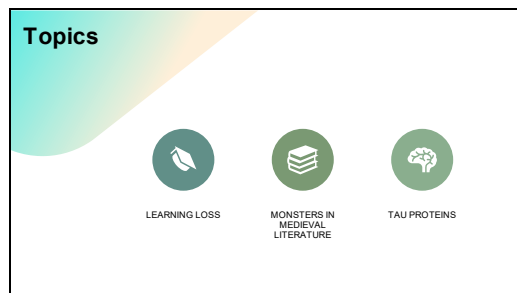 Topics
LEARNING LOSS
MONSTERS IN
MEDIEVAL
LITERATURE
TAU PROTEINS